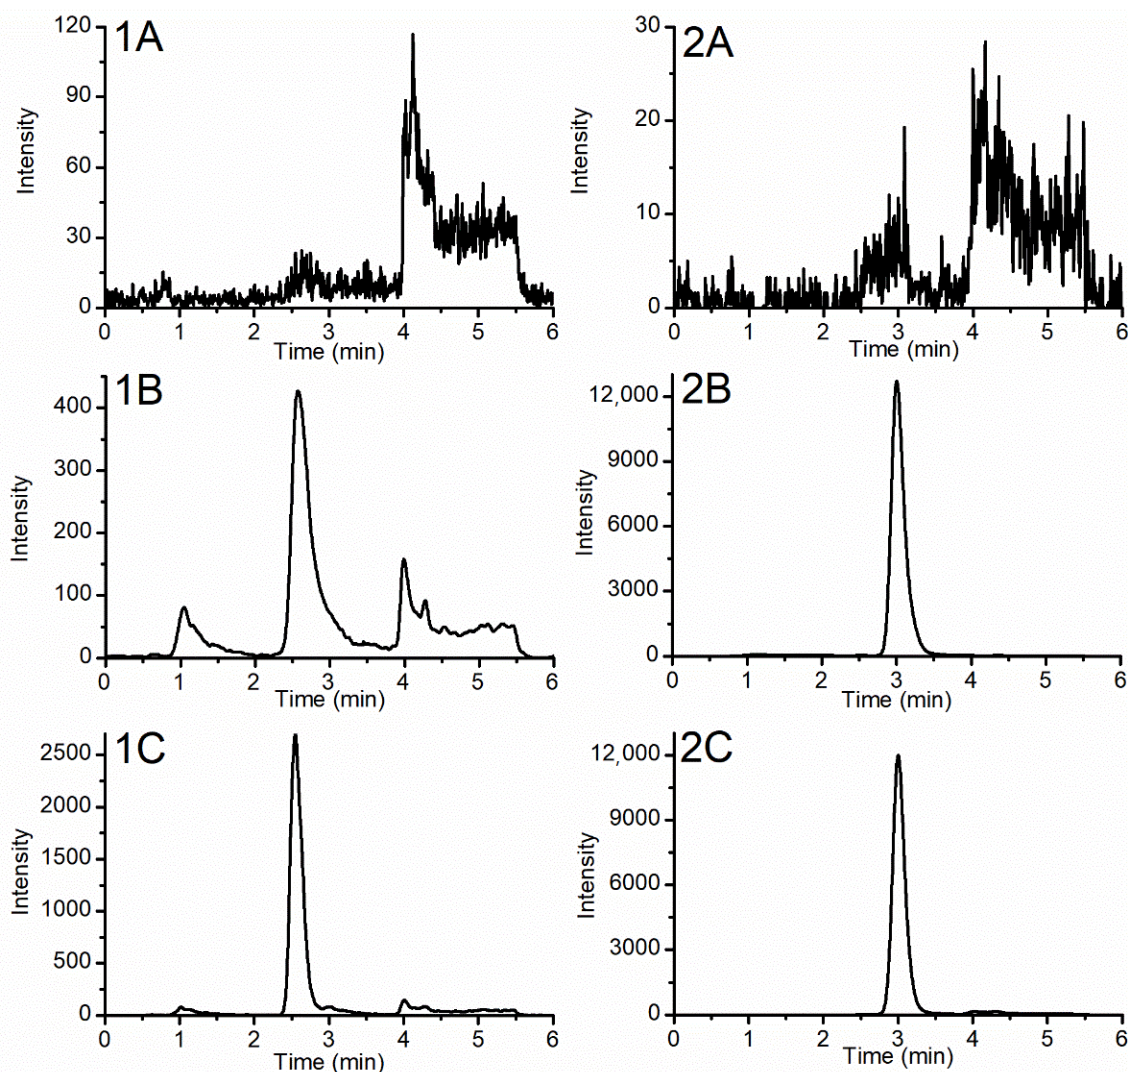 1A
120
90
60
30
0
Intensity
0 1 2 3 4 5 6
Time (min)
2A
30
20
10
0
Intensity
0 1 2 3 4 5 6
Time (min)
1B
400
300
200
100
0
Intensity
0 1 2 3 4 5 6
Time (min)
2B
12,000
9000
6000
3000
0
Intensity
0 1 2 3 4 5 6
Time (min)
1C
2500
2000
1500
1000
500
0
Intensity
0 1 2 3 4 5 6
Time (min)
2C
12,000
9000
6000
3000
0
Intensity
0 1 2 3 4 5 6
Time (min)